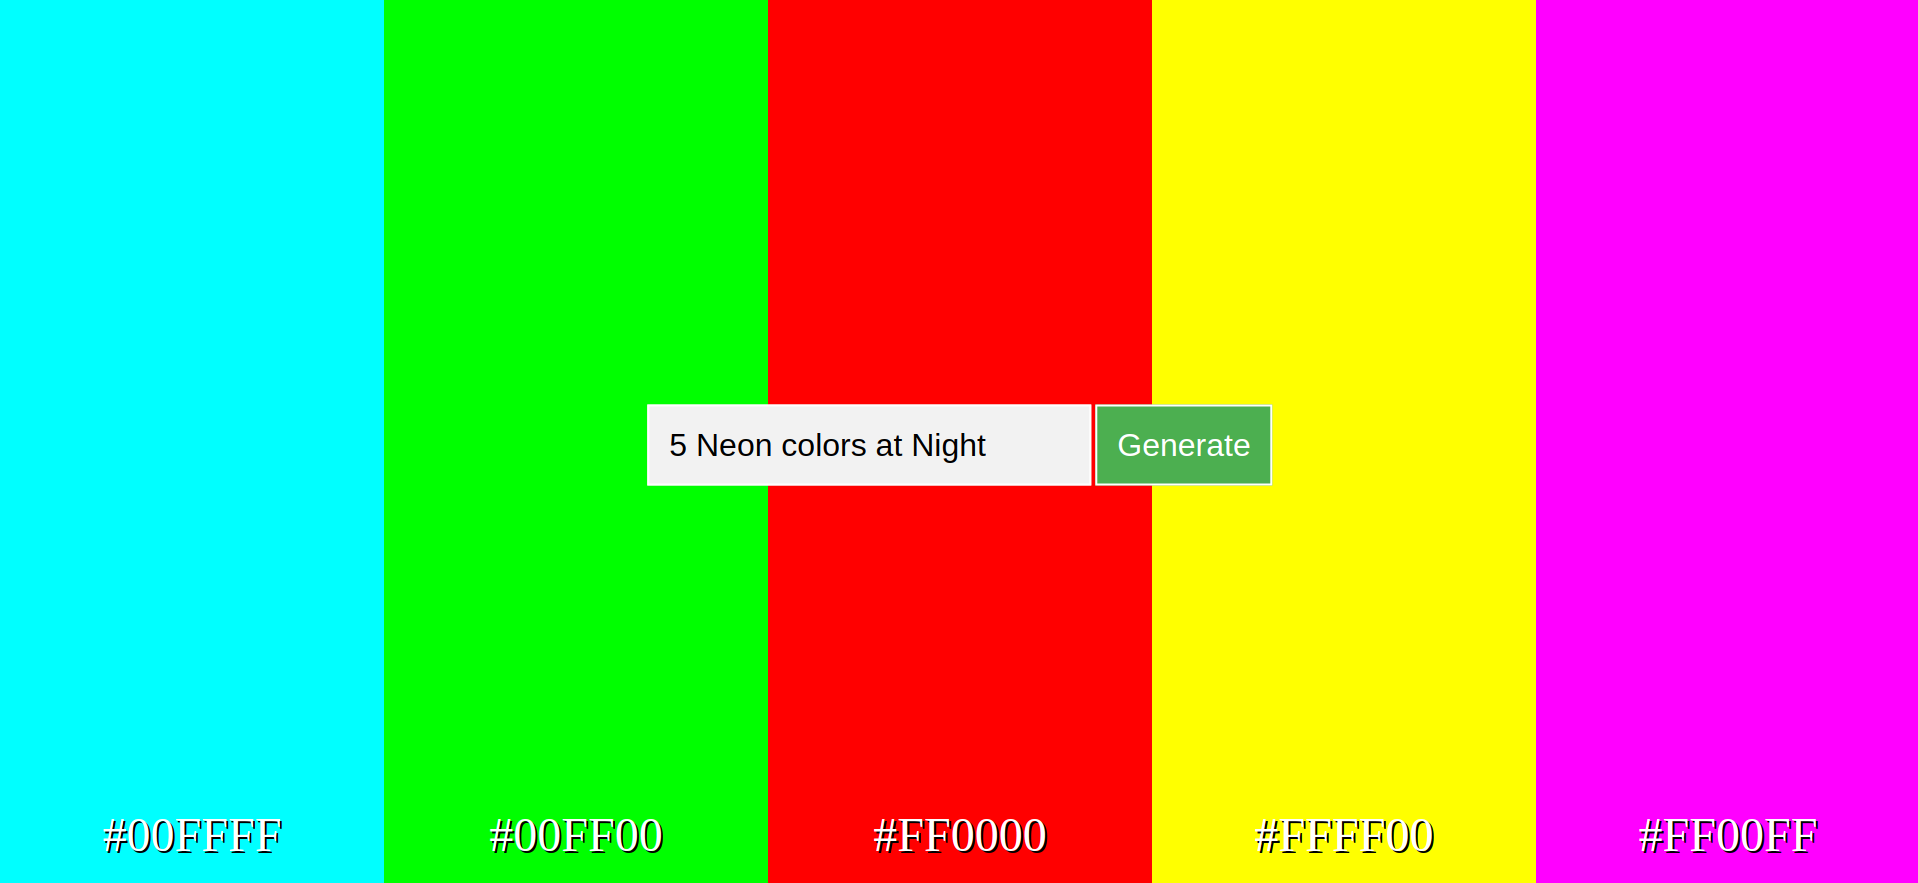 5 Neon colors at Night
Generate
#00FFFF
#00FF00
#FF0000
#FFFF00
#FF00FF